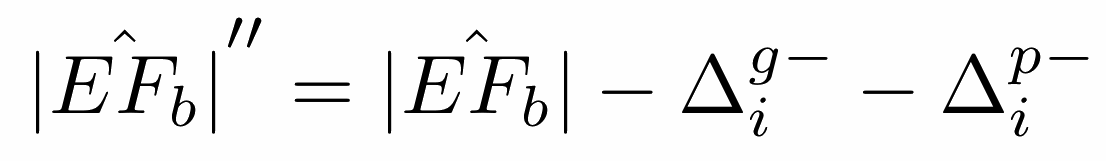 $|\hat{EF_b}|^{''} = |\hat{EF_b}| - \Delta_i^{g-} - \Delta_i^{p-}$